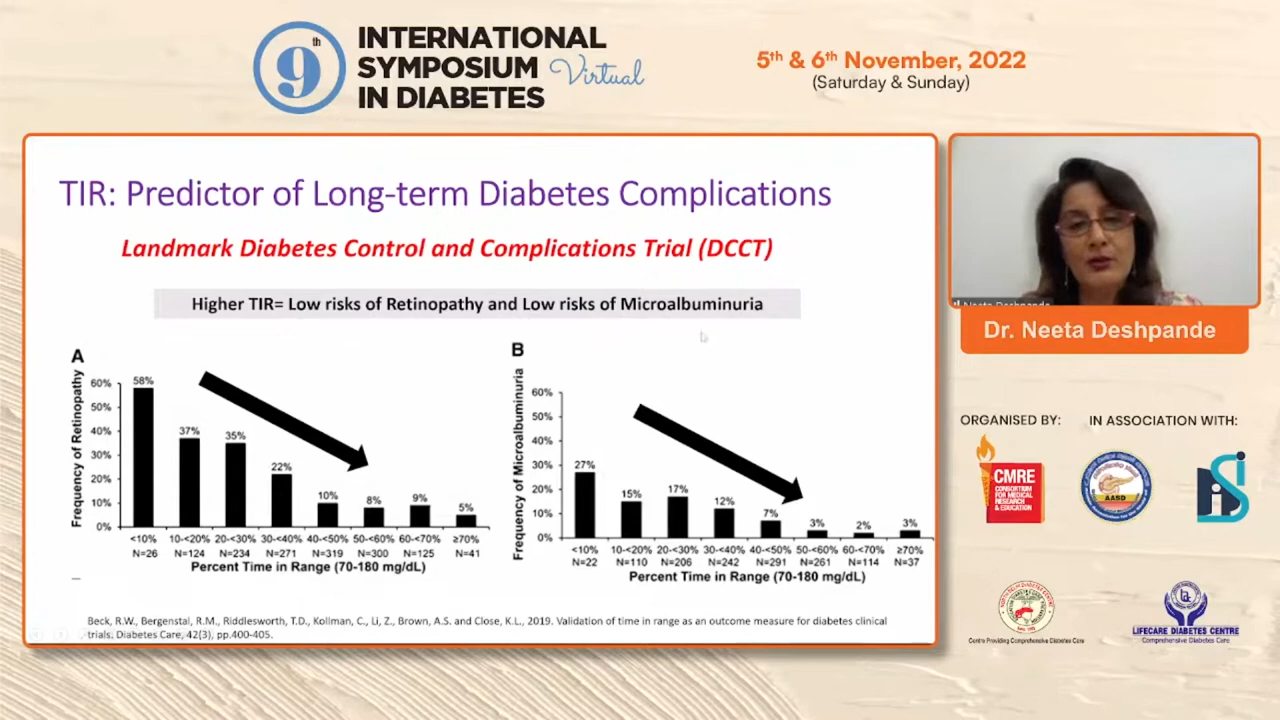 9th
INTERNATIONAL
SYMPOSIUM Virtual
IN DIABETES
5th & 6th November, 2022
(Saturday & Sunday)
TIR: Predictor of Long-term Diabetes Complications
Landmark Diabetes Control and Complications Trial (DCCT)
Higher TIR= Low risks of Retinopathy and Low risks of Microalbuminuria
A
Frequency of Retinopathy
60%
50%
40%
30%
20%
10%
0%
58%
37%
35%
22%
10%
8%
9%
5%
<10% 10-<20% 20-<30% 30-<40% 40-<50% 50-<60% 60-<70% ≥70%
N=26 N=124 N=234 N=271 N=319 N=300 N=125 N=41
Percent Time in Range (70-180 mg/dL)
B
Frequency of Microalbuminuria
60%
50%
40%
30%
20%
10%
0%
27%
15%
17%
12%
7%
3%
2%
3%
<10% 10-<20% 20-<30% 30-<40% 40-<50% 50-<60% 60-<70% ≥70%
N=22 N=110 N=206 N=242 N=291 N=261 N=114 N=37
Percent Time in Range (70-180 mg/dL)
Beck, R.W., Bergenstal, R.M., Riddlesworth, T.D., Kollman, C., Li, Z., Brown, A.S. and Close, K.L., 2019. Validation of time in range as an outcome measure for diabetes clinical
trials; Diabetes Care, 42(3), pp.400-405.
Neeta Deshpande
Dr. Neeta Deshpande
ORGANISED BY:
IN ASSOCIATION WITH:
CMRE
CONSORTIUM
FOR MEDICAL
RESEARCH
& EDUCATION
AASD
Centre Providing Comprehensive Diabetes Care
LIFECARE DIABETES CENTRE
Comprehensive Diabetes Care